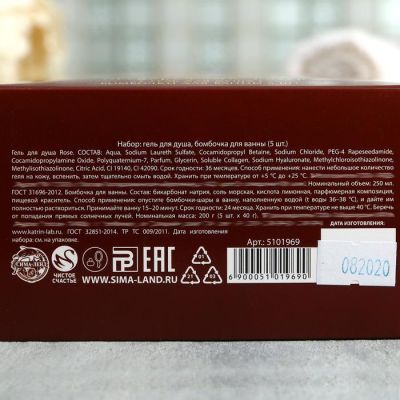 Набор: гель для душа, бомбочка для ванны (5 шт.)
Гель для душа Rose. СОСТАВ: Aqua, Sodium Laureth Sulfate, Cocamidopropyl Betaine, Sodium Chloride, PEG-4 Rapeseedamide,
Cocamidopropylamine Oxide, Polyquaternium-7, Parfum, Glycerin, Soluble Collagen, Sodium Hyaluronate, Methylchloroisothiazolinone,
Methylisothiazolinone, Citric Acid, CI 19140, CI 42090. Срок годности: 36 месяцев. Способ применения: нанести небольшое количество
геля на кожу, вспенить, затем тщательно смыть водой. Хранить при температуре от +5 °С до +25 °С. Номинальный объем: 250 мл.
ГОСТ 31696-2012. Бомбочка для ванны. Состав: бикарбонат натрия, соль морская, кислота лимонная, парфюмерная композиция,
пищевой краситель. Способ применения: опустите бомбочки-шары в ванну, наполненную водой (t воды 36–38 °С), и дайте им
полностью раствориться. Принимайте ванну 15–20 минут. Срок годности: 24 месяца. Хранить при температуре не выше 40 °С. Беречь
от попадания прямых солнечных лучей. Номинальная масса: 200 г (5 шт. х 40 г).
www.katrin-lab.ru. ГОСТ 32851-2014. ТР ТС 009/2011. Дата изготовления
набора: см. на упаковке.
ДАТА ИЗГОТОВЛЕНИЯ:
082020
Арт.: 5101969
СИМА-ЛЕНД
ЧИСТОЕ
СЧАСТЬЕ
EAC
WWW.SIMA-LAND.RU
01
01
21
03
6 900051 019690